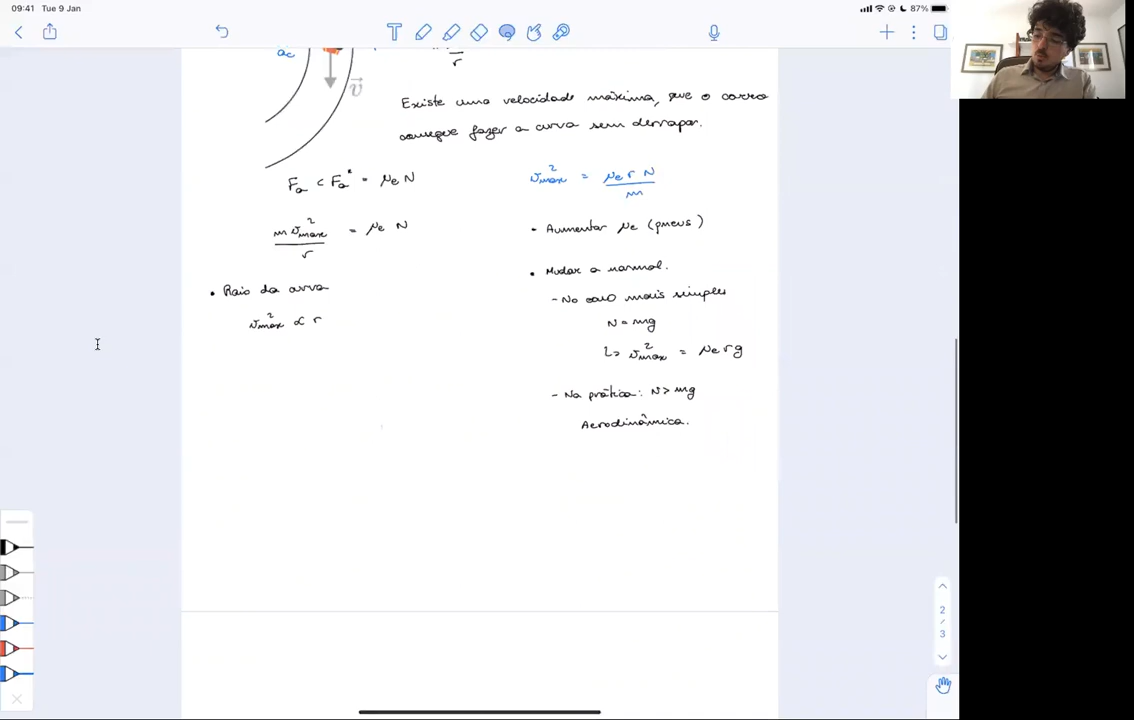 09:41 Tue 9 Jan
87%
ac
v
r
Existe uma velocidade máxima, que o carro
consegue fazer a curva sem derrapar.
Fa < Fa* = μe N
m v²max / r = μe N
• Raio da curva
v²max ∝ r
v²max = μe r N / m
• Aumentar μe (pneus)
• Mudar a normal.
- No caso mais simples
N = mg
↳ v²max = μe r g
- Na prática: N > mg
Aerodinâmica.
2
/
3